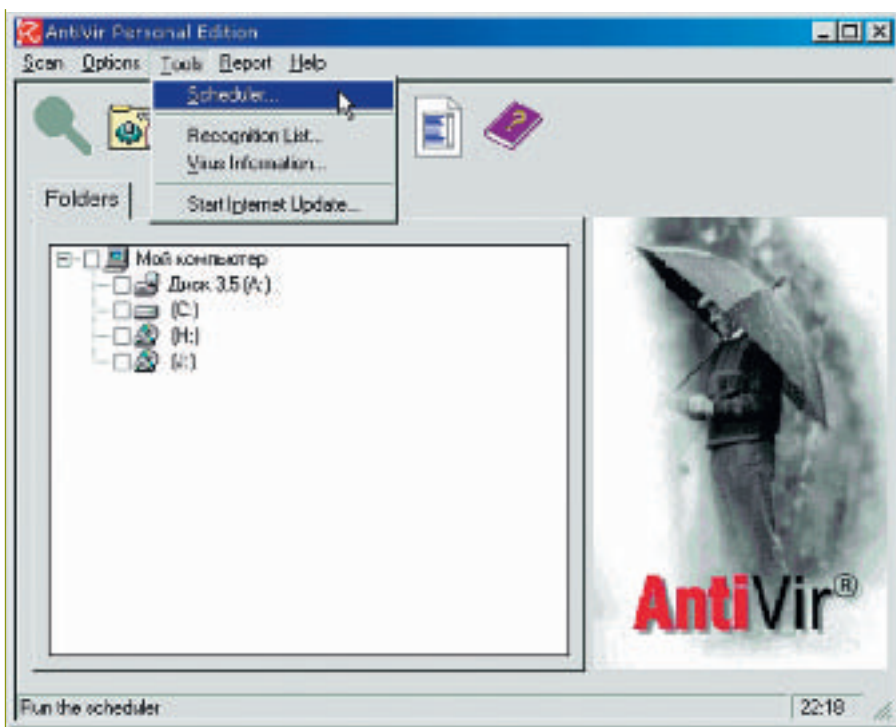 AntiVir Personal Edition
Scan Options Tools Report Help
Scheduler...
Recognition List...
Virus Information...
Start Internet Update...
Folders
Мой компьютер
Диск 3.5 (A:)
(C:)
(H:)
AntiVir®
Run the scheduler
22:18